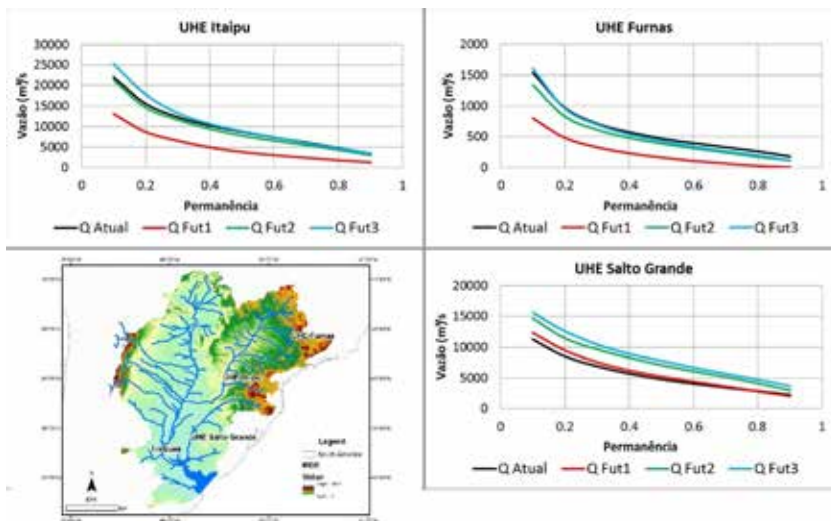 UHE Itaipu
Vazão (m³/s)
30000
25000
20000
15000
10000
5000
0
0
0.2
0.4
0.6
0.8
1
Permanência
Q Atual
Q Fut1
Q Fut2
Q Fut3
UHE Furnas
Vazão (m³/s)
2000
1500
1000
500
0
0
0.2
0.4
0.6
0.8
1
Permanência
Q Atual
Q Fut1
Q Fut2
Q Fut3
UHE Salto Grande
Legend
UHE Salto Grande
Vazão (m³/s)
20000
15000
10000
5000
0
0
0.2
0.4
0.6
0.8
1
Permanência
Q Atual
Q Fut1
Q Fut2
Q Fut3